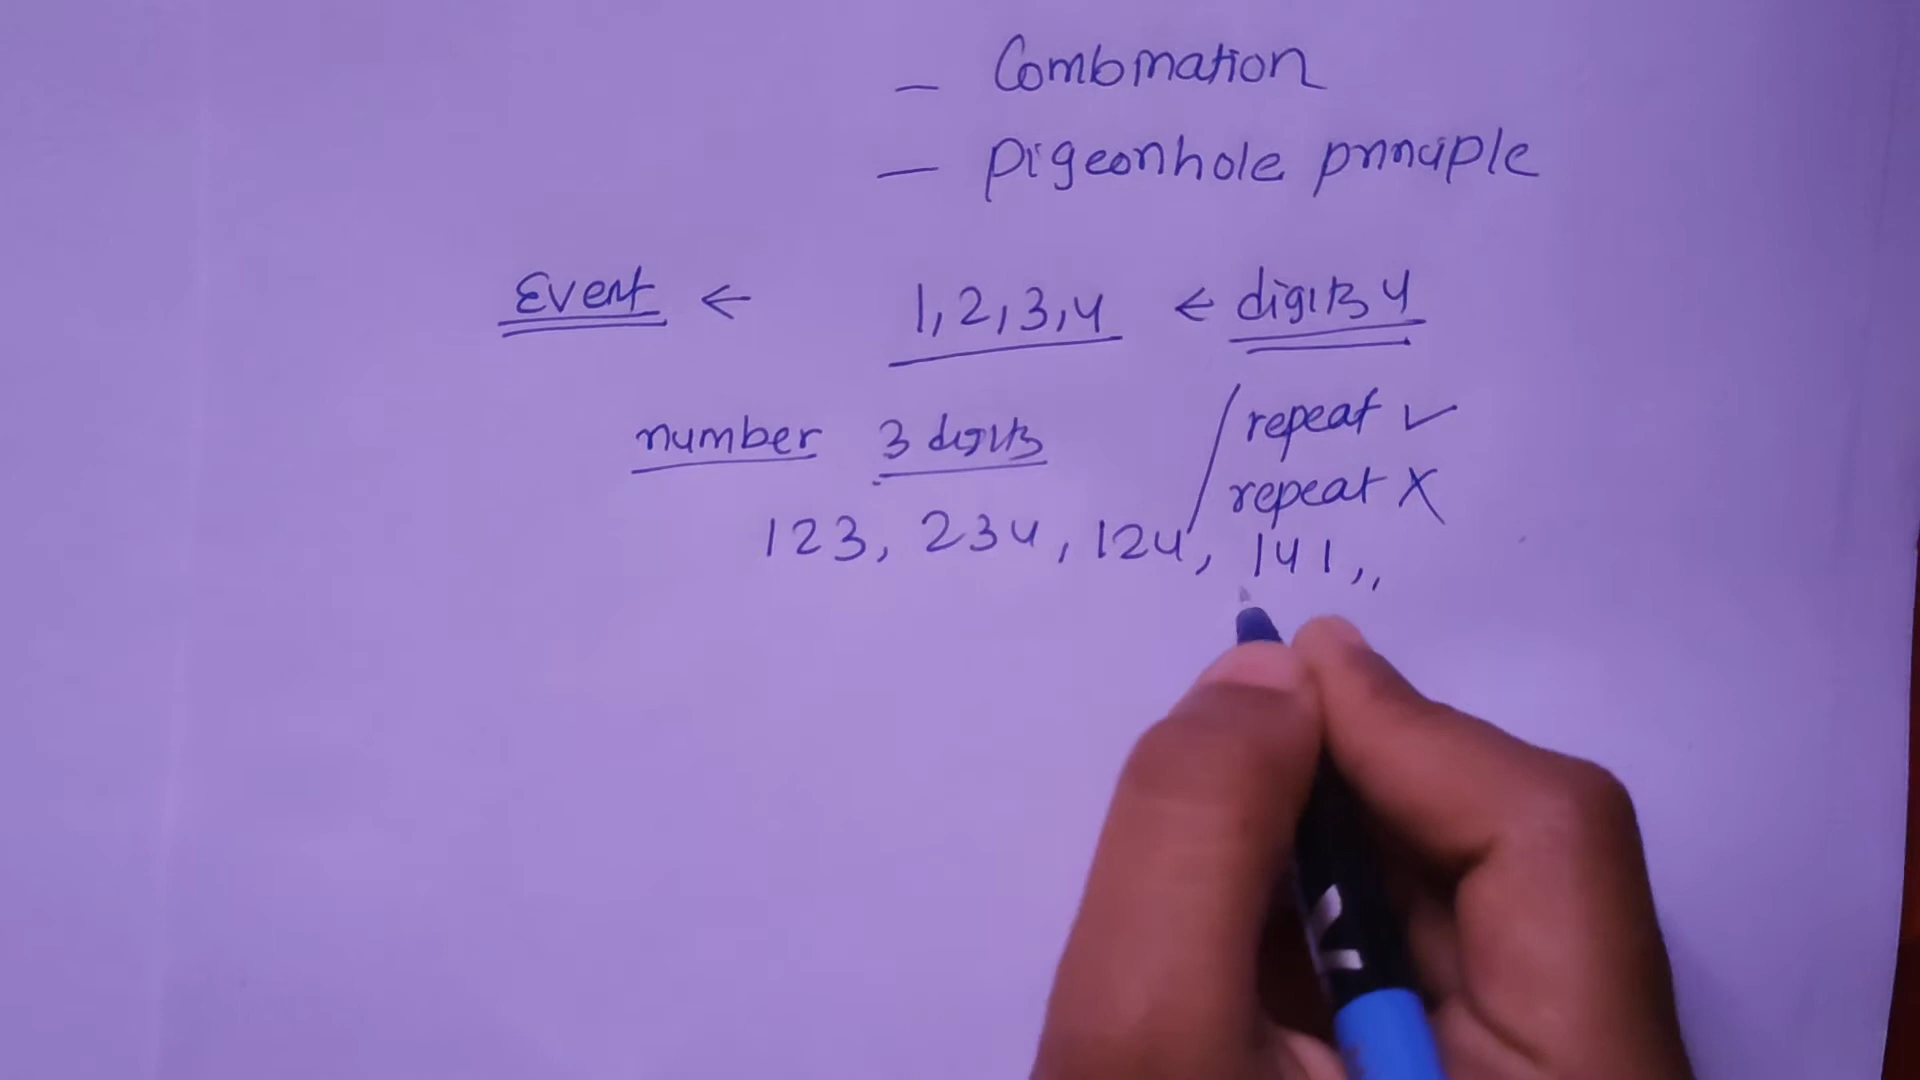 – Combination
– Pigeonhole principle
Event ← 1,2,3,4 ← digits 4
number 3 digits / repeat ✓
repeat X
123, 234, 124, 141,,